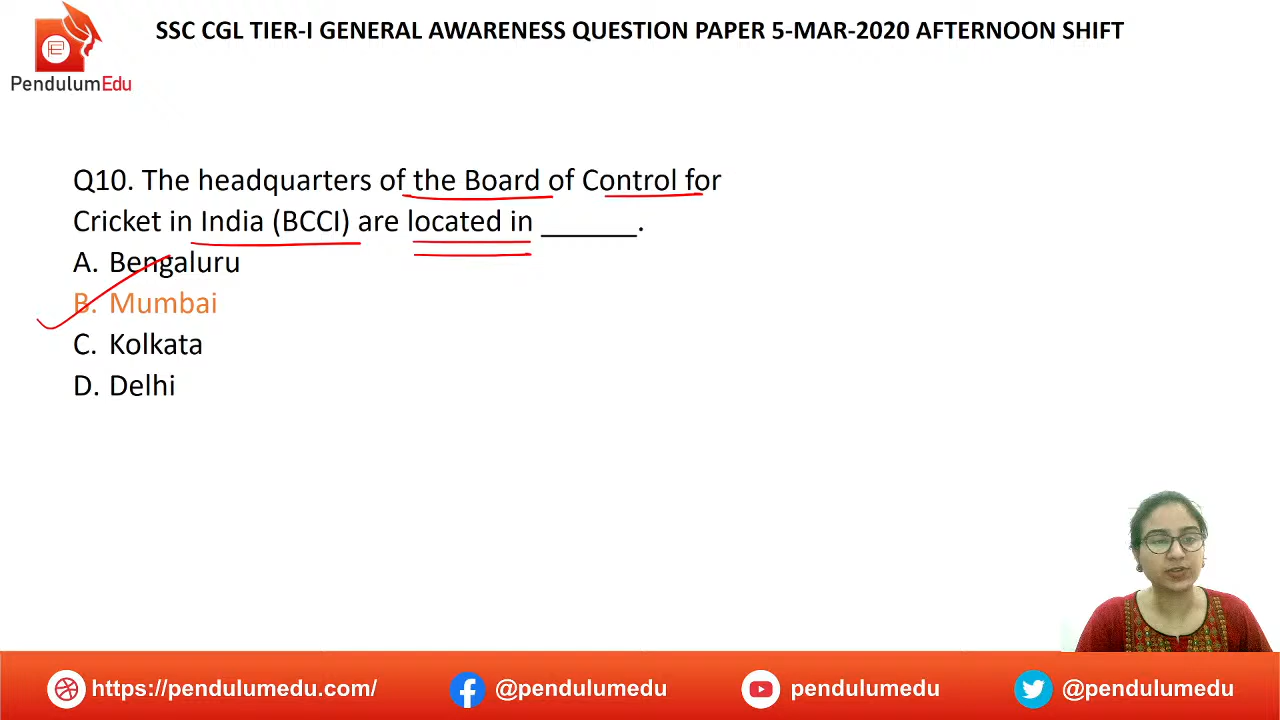 SSC CGL TIER-I GENERAL AWARENESS QUESTION PAPER 5-MAR-2020 AFTERNOON SHIFT
PendulumEdu
Q10. The headquarters of the Board of Control for
Cricket in India (BCCI) are located in ______.
A. Bengaluru
B. Mumbai
C. Kolkata
D. Delhi
https://pendulumedu.com/ @pendulumedu pendulumedu @pendulumedu